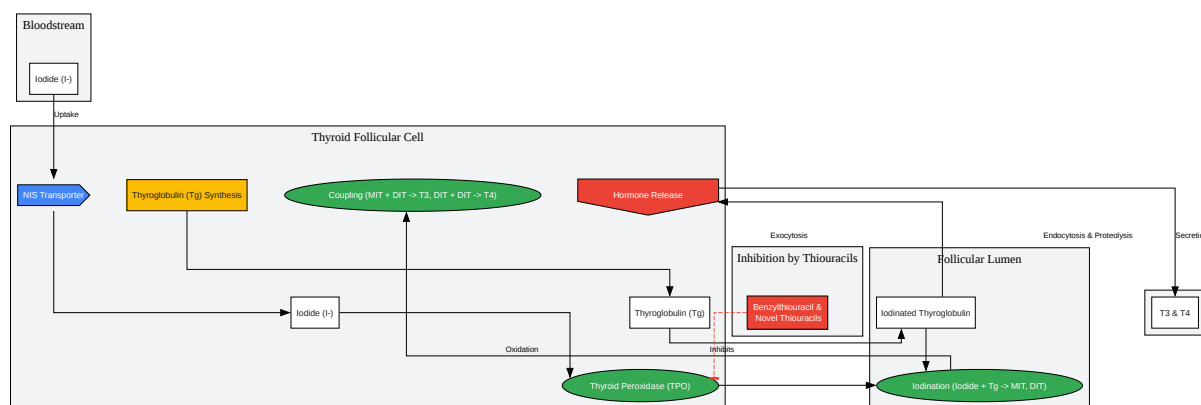 Bloodstream
Iodide (I-)
Uptake
Thyroid Follicular Cell
NIS Transporter
Thyroglobulin (Tg) Synthesis
Coupling (MIT + DIT -> T3, DIT + DIT -> T4)
Hormone Release
Exocytosis
Endocytosis & Proteolysis
Secretio
Inhibition by Thiouracils
Follicular Lumen
Iodide (I-)
Thyroglobulin (Tg)
Benzylthiouracil &
Novel Thiouracils
Iodinated Thyroglobulin
T3 & T4
Oxidation
Inhibits
Thyroid Peroxidase (TPO)
Iodination (Iodide + Tg -> MIT, DIT)